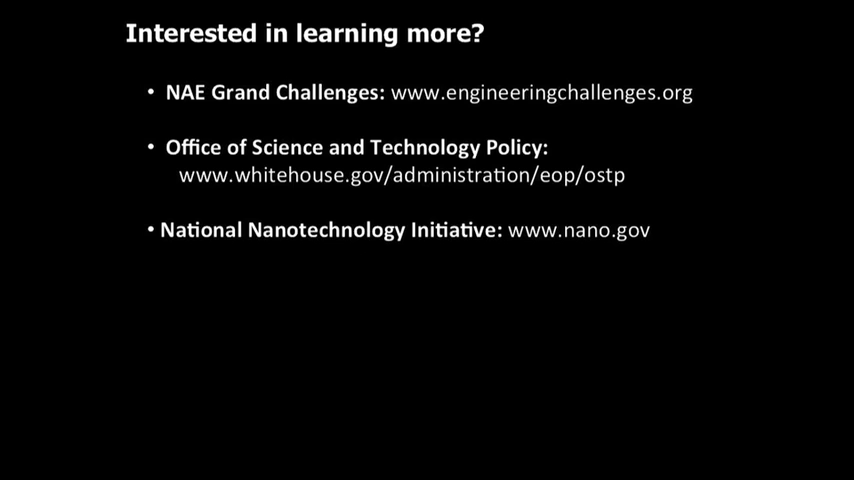 Interested in learning more?
• NAE Grand Challenges: www.engineeringchallenges.org
• Office of Science and Technology Policy:
www.whitehouse.gov/administration/eop/ostp
• National Nanotechnology Initiative: www.nano.gov